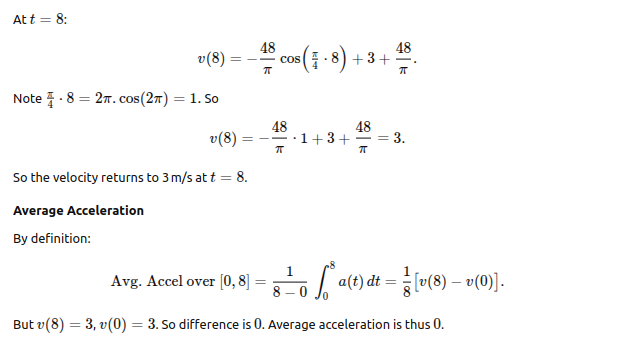 At t = 8:
v(8) = −48/π cos(π/4 · 8) + 3 + 48/π.
Note π/4 · 8 = 2π. cos(2π) = 1. So
v(8) = −48/π · 1 + 3 + 48/π = 3.
So the velocity returns to 3 m/s at t = 8.
Average Acceleration
By definition:
Avg. Accel over [0, 8] = 1/(8 − 0) ∫₀⁸ a(t) dt = 1/8 [v(8) − v(0)].
But v(8) = 3, v(0) = 3. So difference is 0. Average acceleration is thus 0.